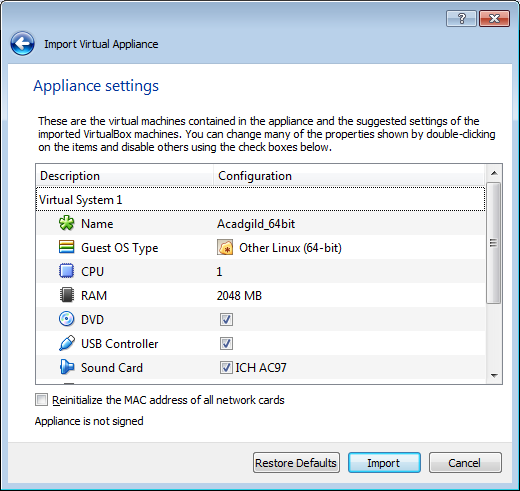 ?
Import Virtual Appliance
Appliance settings
These are the virtual machines contained in the appliance and the suggested settings of the
imported VirtualBox machines. You can change many of the properties shown by double-clicking
on the items and disable others using the check boxes below.
Description Configuration
Virtual System 1
Name Acadgild_64bit
Guest OS Type Other Linux (64-bit)
CPU 1
RAM 2048 MB
DVD
USB Controller
Sound Card ICH AC97
Reinitialize the MAC address of all network cards
Appliance is not signed
Restore Defaults Import Cancel